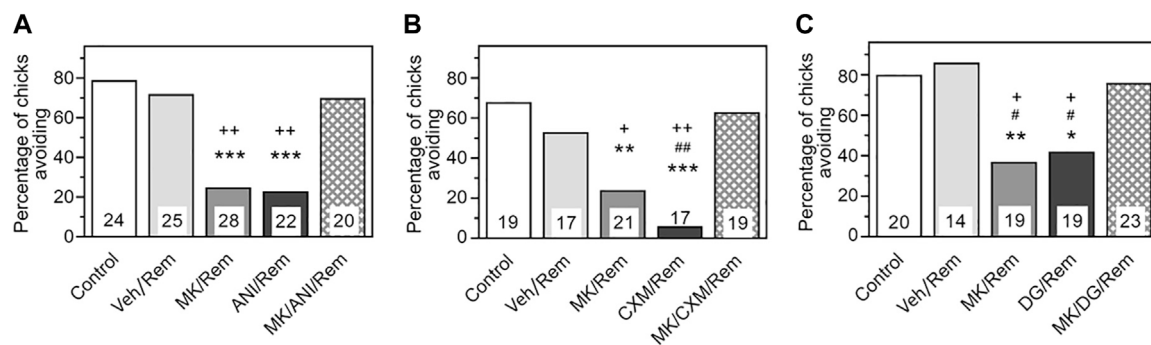 A
Percentage of chicks
avoiding
80
60
40
20
0
++
***
++
***
24
25
28
22
20
Control
Veh/Rem
MK/Rem
ANI/Rem
MK/ANI/Rem
B
Percentage of chicks
avoiding
80
60
40
20
0
+
**
++
##
***
19
17
21
17
19
Control
Veh/Rem
MK/Rem
CXM/Rem
MK/CXM/Rem
C
Percentage of chicks
avoiding
80
60
40
20
0
+
#
**
+
#
*
20
14
19
19
23
Control
Veh/Rem
MK/Rem
DG/Rem
MK/DG/Rem